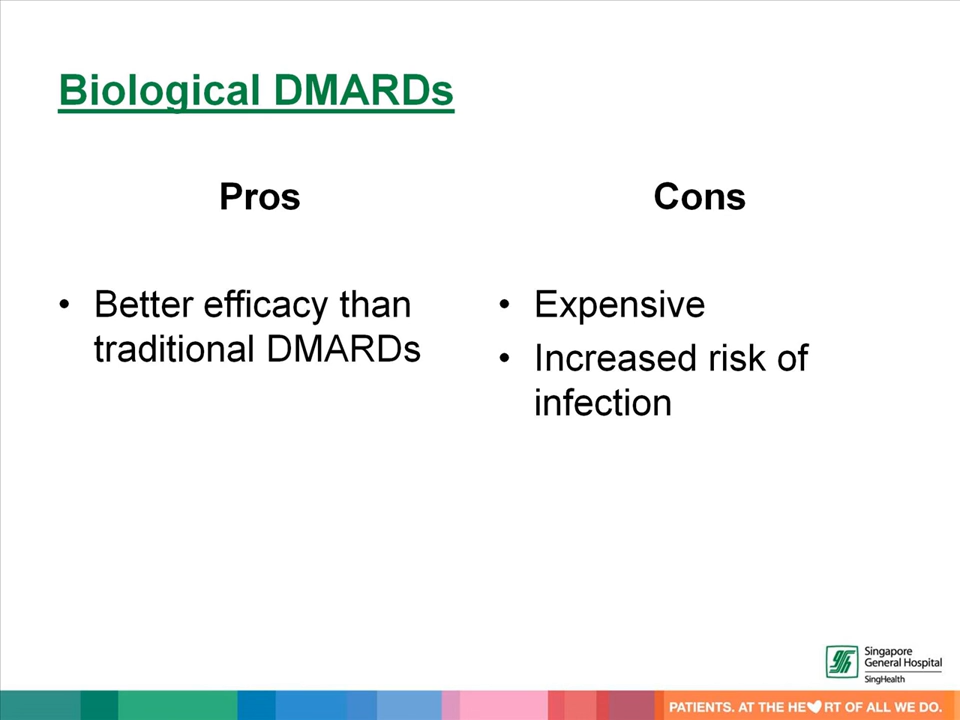 Biological DMARDs
Pros
• Better efficacy than
traditional DMARDs
Cons
• Expensive
• Increased risk of
infection
Singapore
General Hospital
SingHealth
PATIENTS. AT THE HE♥RT OF ALL WE DO.